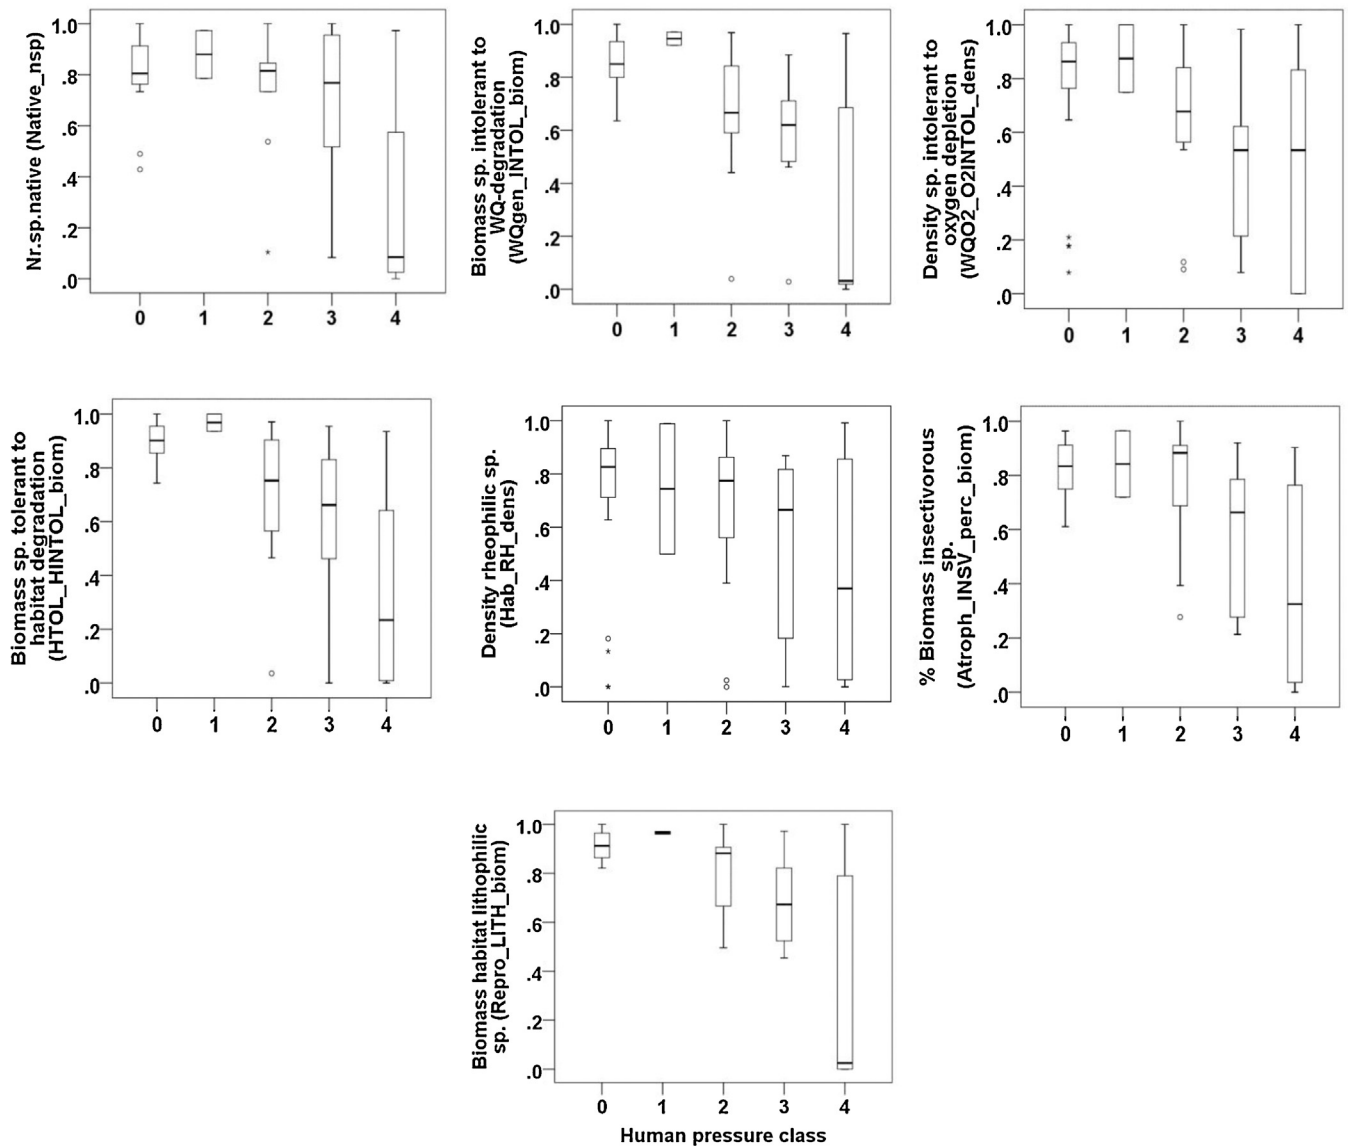 Nr.sp.native (Native_nsp)
1.0
.8
.6
.4
.2
.0
0 1 2 3 4
Biomass sp. intolerant to
WQ-degradation
(WQgen_INTOL_biom)
1.0
.8
.6
.4
.2
.0
0 1 2 3 4
Density sp. intolerant to
oxygen depletion
(WQO2_O2INTOL_dens)
1.0
.8
.6
.4
.2
.0
0 1 2 3 4
Biomass sp. tolerant to
habitat degradation
(HTOL_HINTOL_biom)
1.0
.8
.6
.4
.2
.0
0 1 2 3 4
Density rheophilic sp.
(Hab_RH_dens)
1.0
.8
.6
.4
.2
.0
0 1 2 3 4
% Biomass insectivorous
sp.
(Atroph_INSV_perc_biom)
1.0
.8
.6
.4
.2
.0
0 1 2 3 4
Biomass habitat lithophilic
sp. (Repro_LITH_biom)
1.0
.8
.6
.4
.2
.0
0 1 2 3 4
Human pressure class